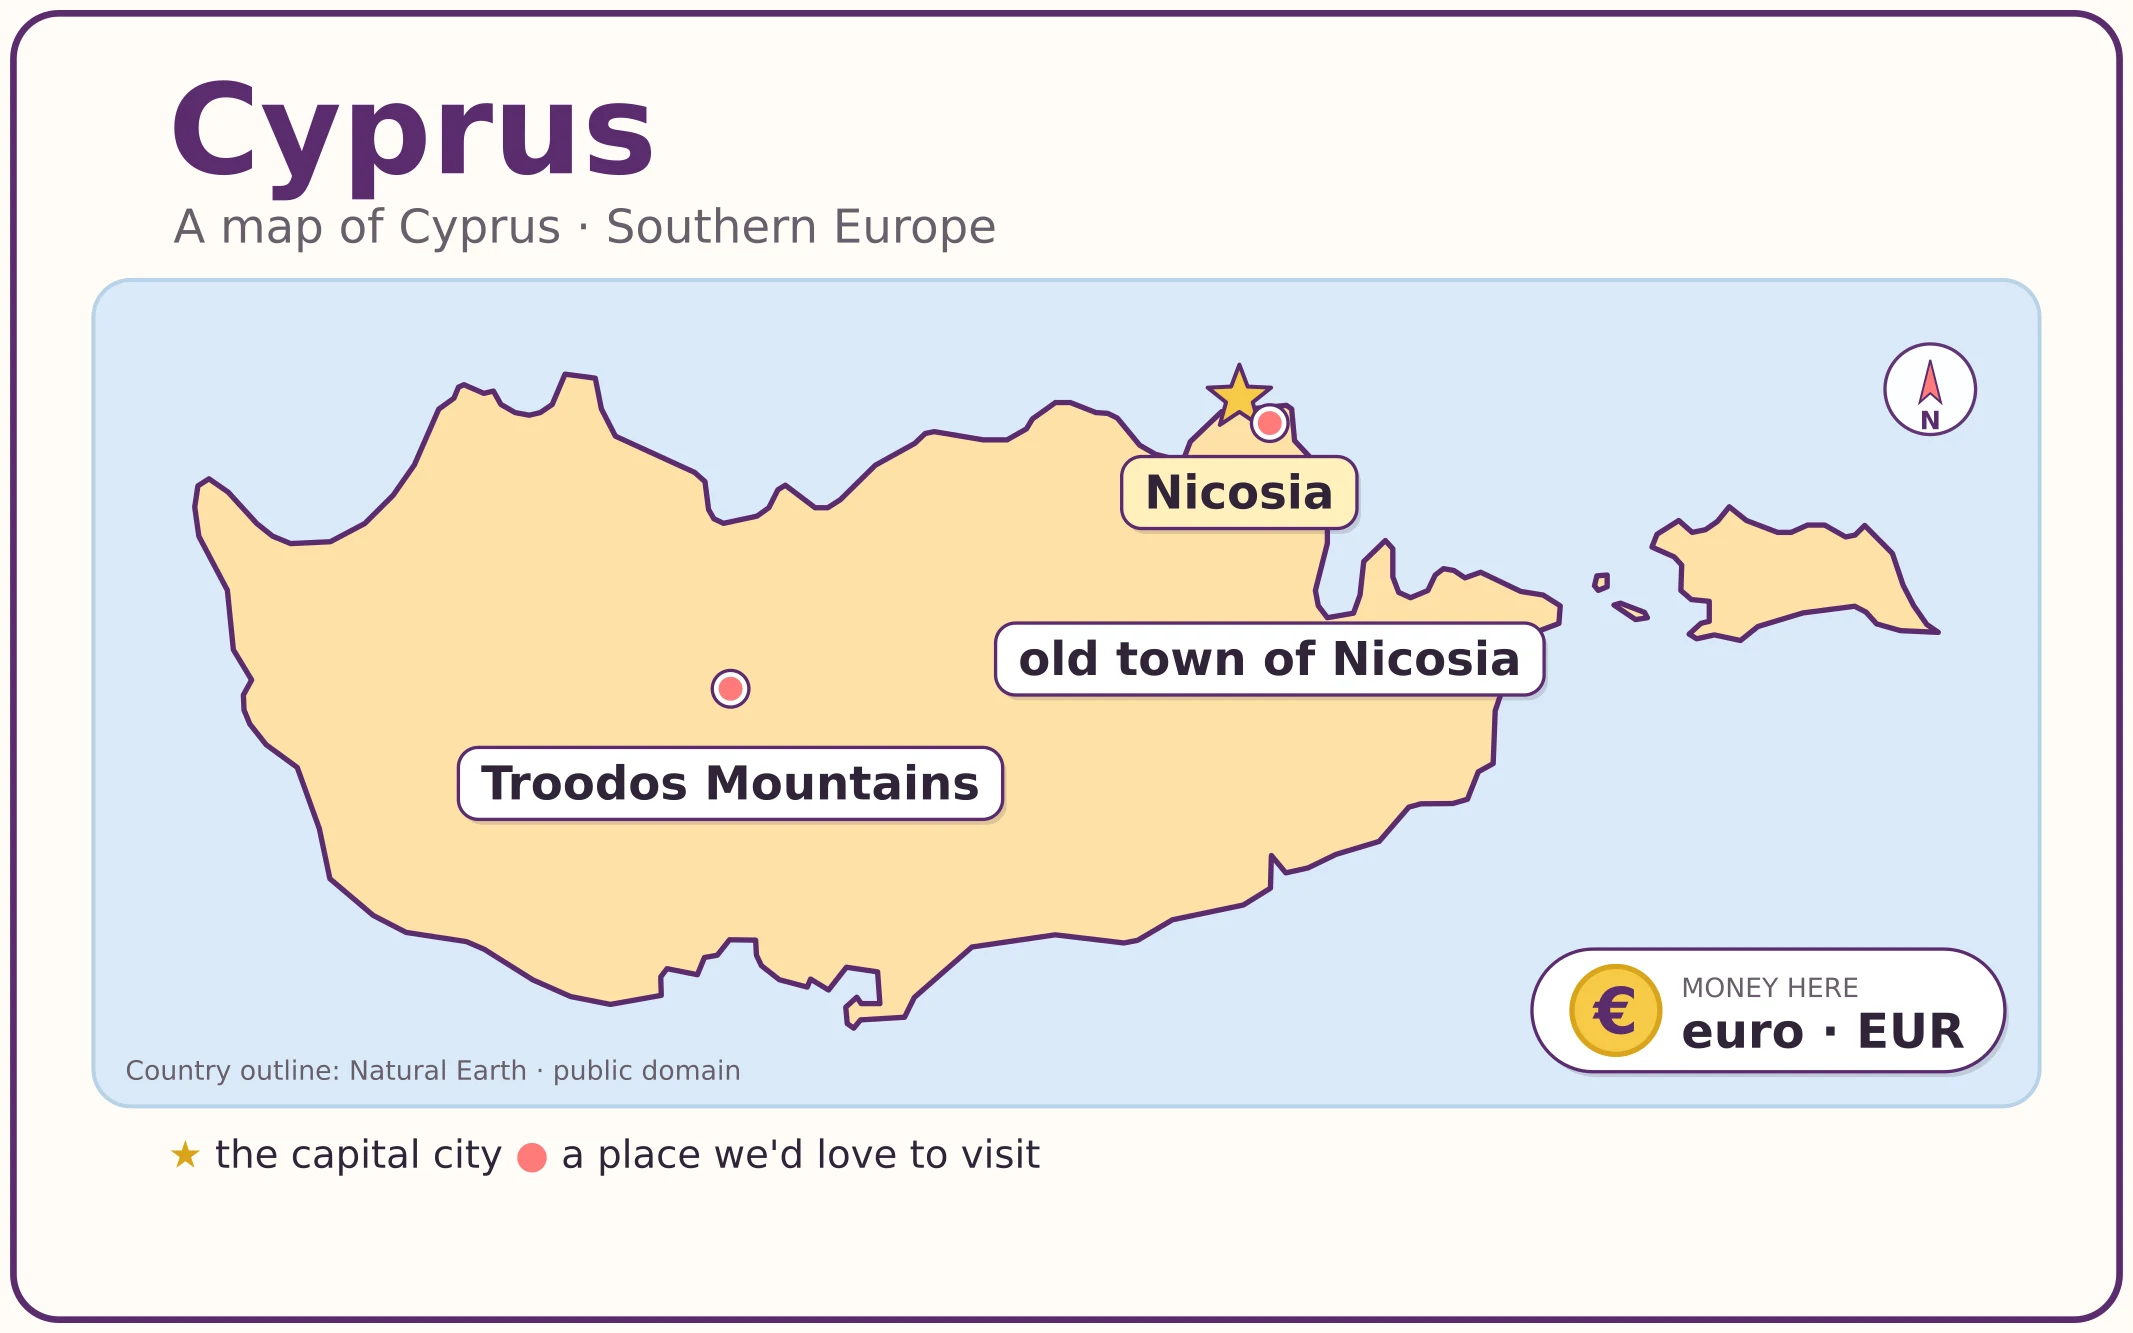 Cyprus
A map of Cyprus · Southern Europe
N
Nicosia
old town of Nicosia
Troodos Mountains
MONEY HERE
€
euro · EUR
Country outline: Natural Earth · public domain
★ the capital city ● a place we'd love to visit